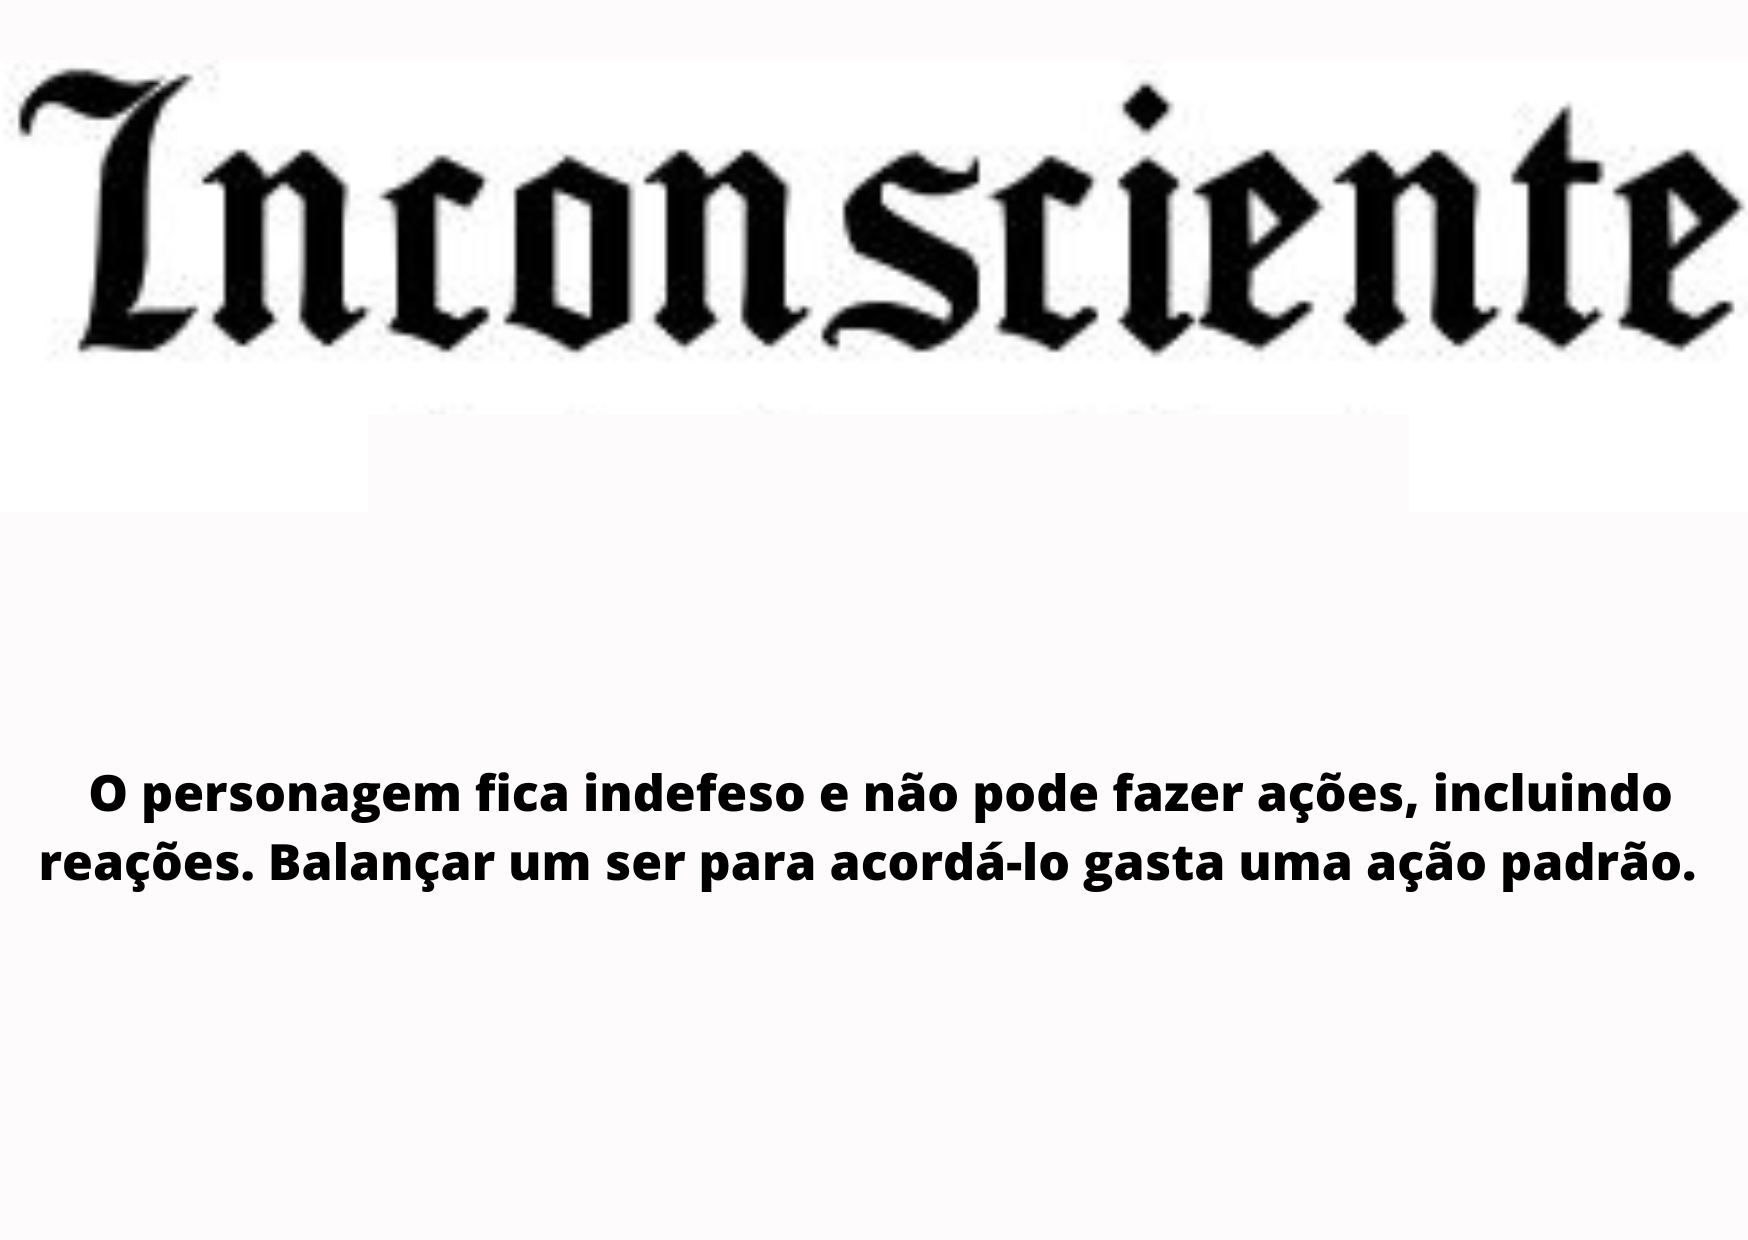 Inconsciente
O personagem fica indefeso e não pode fazer ações, incluindo
reações. Balançar um ser para acordá-lo gasta uma ação padrão.